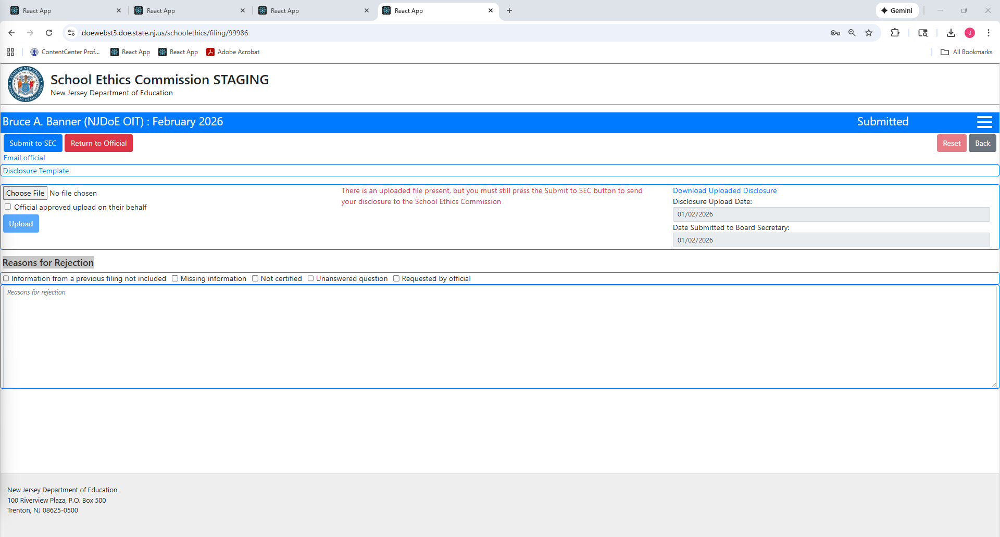 React App
React App
React App
React App
Gemini
doewebst3.doe.state.nj.us/schoolethics/filing/99986
J
ContentCenter Prof...
React App
React App
Adobe Acrobat
All Bookmarks
School Ethics Commission STAGING
New Jersey Department of Education
Bruce A. Banner (NJDoE OIT) : February 2026
Submitted
Submit to SEC
Return to Official
Reset
Back
Email official
Disclosure Template
Choose File No file chosen
Official approved upload on their behalf
Upload
There is an uploaded file present, but you must still press the Submit to SEC button to send
your disclosure to the School Ethics Commission
Download Uploaded Disclosure
Disclosure Upload Date:
01/02/2026
Date Submitted to Board Secretary:
01/02/2026
Reasons for Rejection
Information from a previous filing not included Missing information Not certified Unanswered question Requested by official
Reasons for rejection
New Jersey Department of Education
100 Riverview Plaza, P.O. Box 500
Trenton, NJ 08625-0500